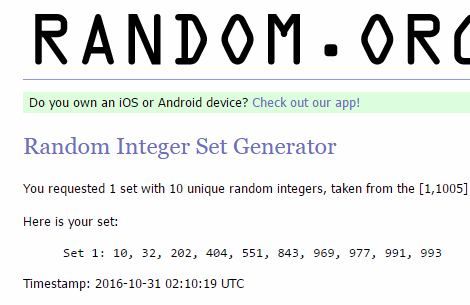 RANDOM.ORG
Do you own an iOS or Android device? Check out our app!
Random Integer Set Generator
You requested 1 set with 10 unique random integers, taken from the [1,1005]
Here is your set:
Set 1: 10, 32, 202, 404, 551, 843, 969, 977, 991, 993
Timestamp: 2016-10-31 02:10:19 UTC